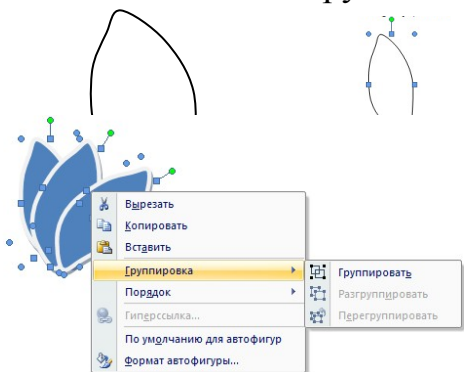 Вырезать
Копировать
Вставить
Группировка
Порядок
Гиперссылка...
По умолчанию для автофигур
Формат автофигуры...
Группировать
Разгруппировать
Перегруппировать